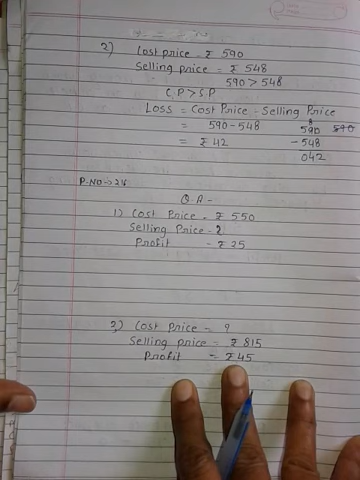 2) Cost price - ₹ 590
Selling price = ₹ 548
590 > 548
C.P > S.P
Loss = Cost Price - Selling Price
= 590 - 548
= ₹ 42
590
- 548
042
P.NO → 24
Q.A -
1) Cost Price - ₹ 550
Selling Price - ?
Profit - ₹ 25
2) Cost price = ?
Selling price = ₹ 815
Profit = ₹ 45